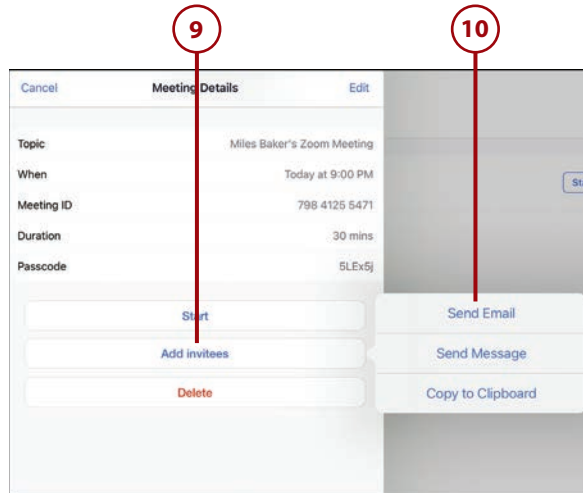 9 10
Cancel Meeting Details Edit
Topic Miles Baker's Zoom Meeting
When Today at 9:00 PM
Meeting ID 798 4125 5471
Duration 30 mins
Passcode 5LEx5j
Start
Add invitees
Delete
Send Email
Send Message
Copy to Clipboard